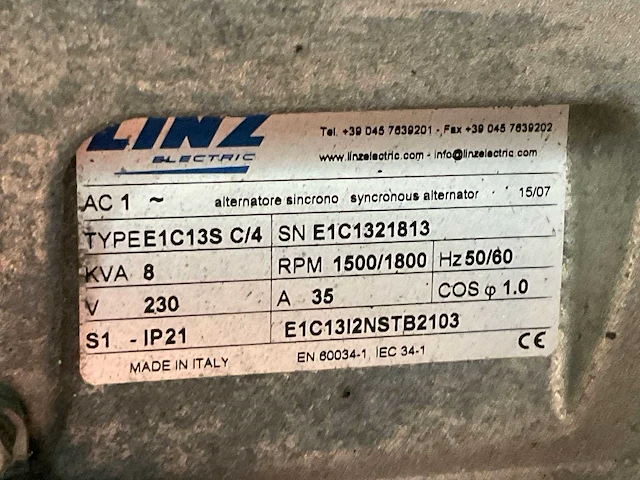 LINZ
ELECTRIC
Tel. +39 045 7639201 - Fax +39 045 7639202
www.linzelectric.com - info@linzelectric.com
AC 1 ~ alternatore sincrono syncronous alternator 15/07
TYPE E1C13S C/4 SN E1C1321813
KVA 8 RPM 1500/1800 Hz 50/60
V 230 A 35 COS φ 1.0
S1 - IP21 E1C13I2NSTB2103 CE
MADE IN ITALY EN 60034-1 IEC 34-1